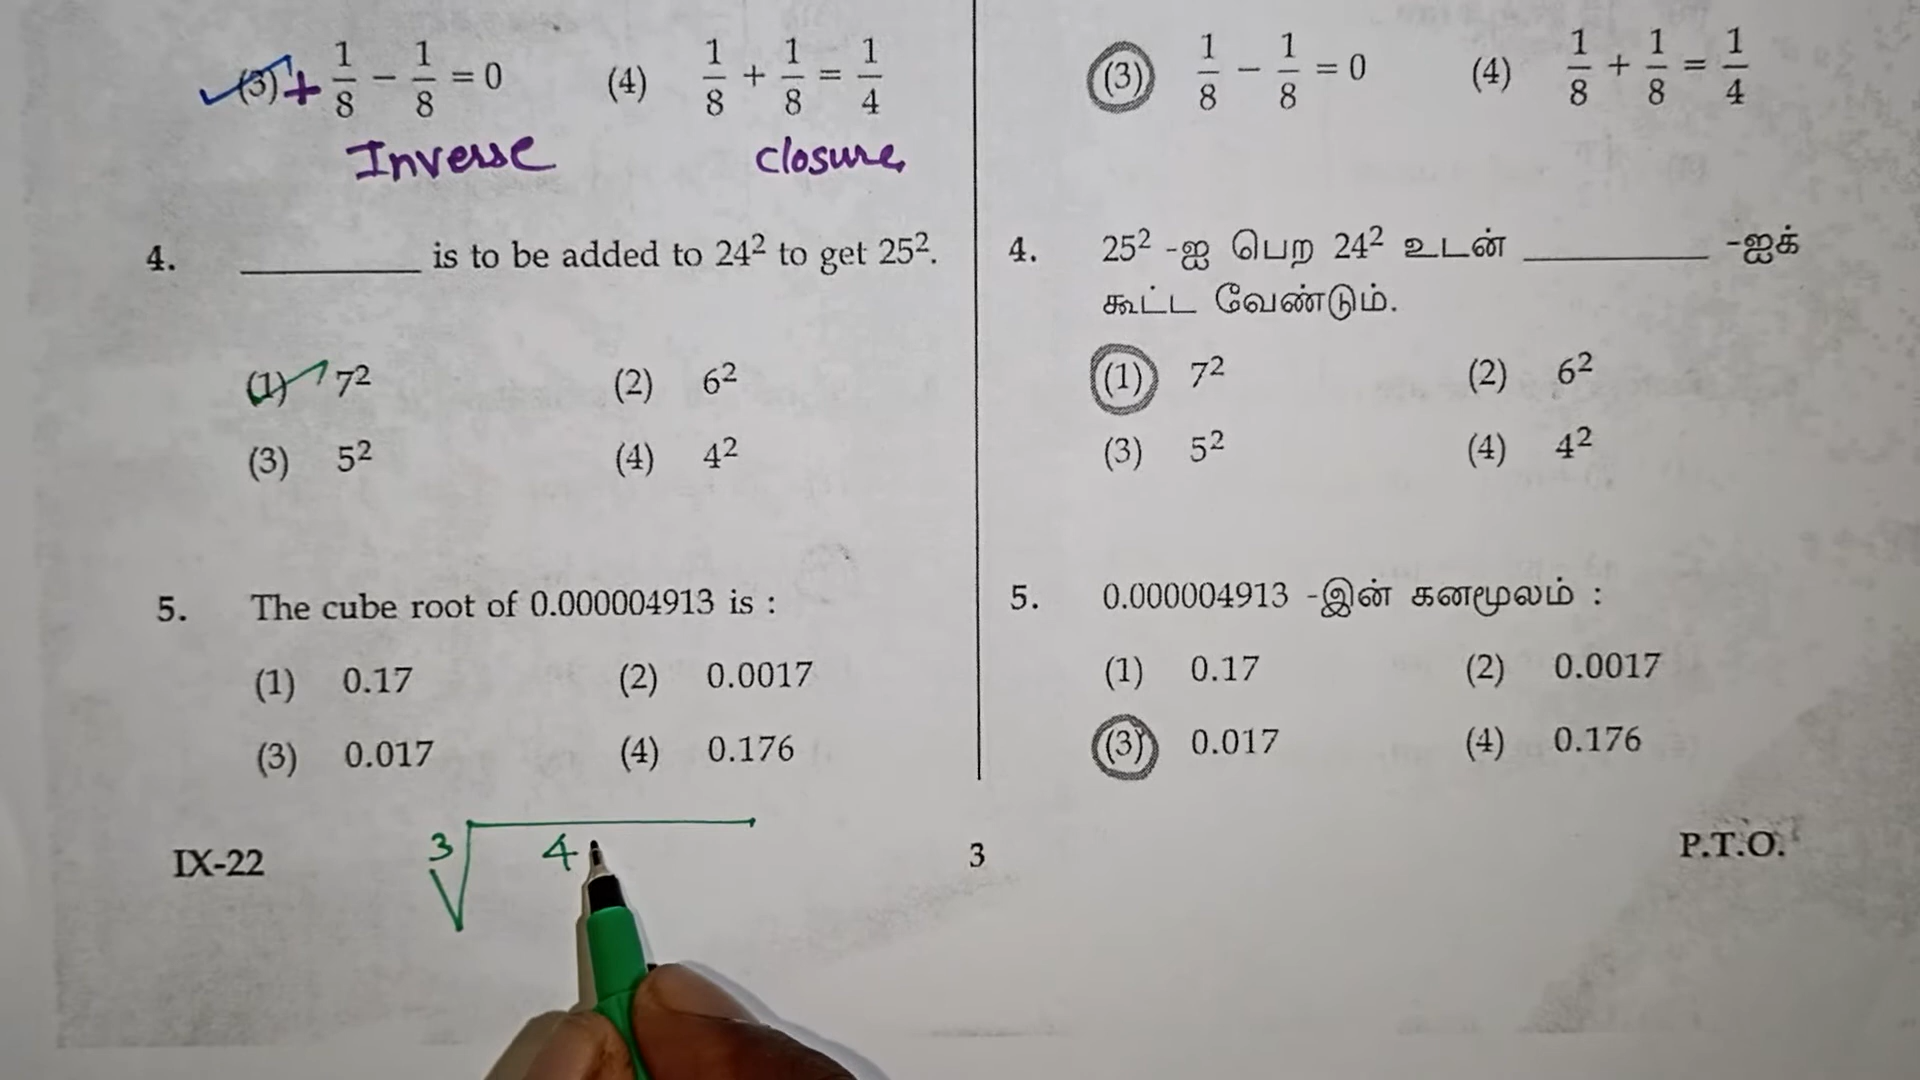 (3) + 1/8 − 1/8 = 0 (4) 1/8 + 1/8 = 1/4
Inverse closure
4. ________ is to be added to 24² to get 25².
(1) 7² (2) 6²
(3) 5² (4) 4²
5. The cube root of 0.000004913 is :
(1) 0.17 (2) 0.0017
(3) 0.017 (4) 0.176
∛4
IX-22
(3) 1/8 − 1/8 = 0 (4) 1/8 + 1/8 = 1/4
4. 25² -ஐ பெற 24² உடன் ________ -ஐக்
கூட்ட வேண்டும்.
(1) 7² (2) 6²
(3) 5² (4) 4²
5. 0.000004913 -இன் கனமூலம் :
(1) 0.17 (2) 0.0017
(3) 0.017 (4) 0.176
3
P.T.O.